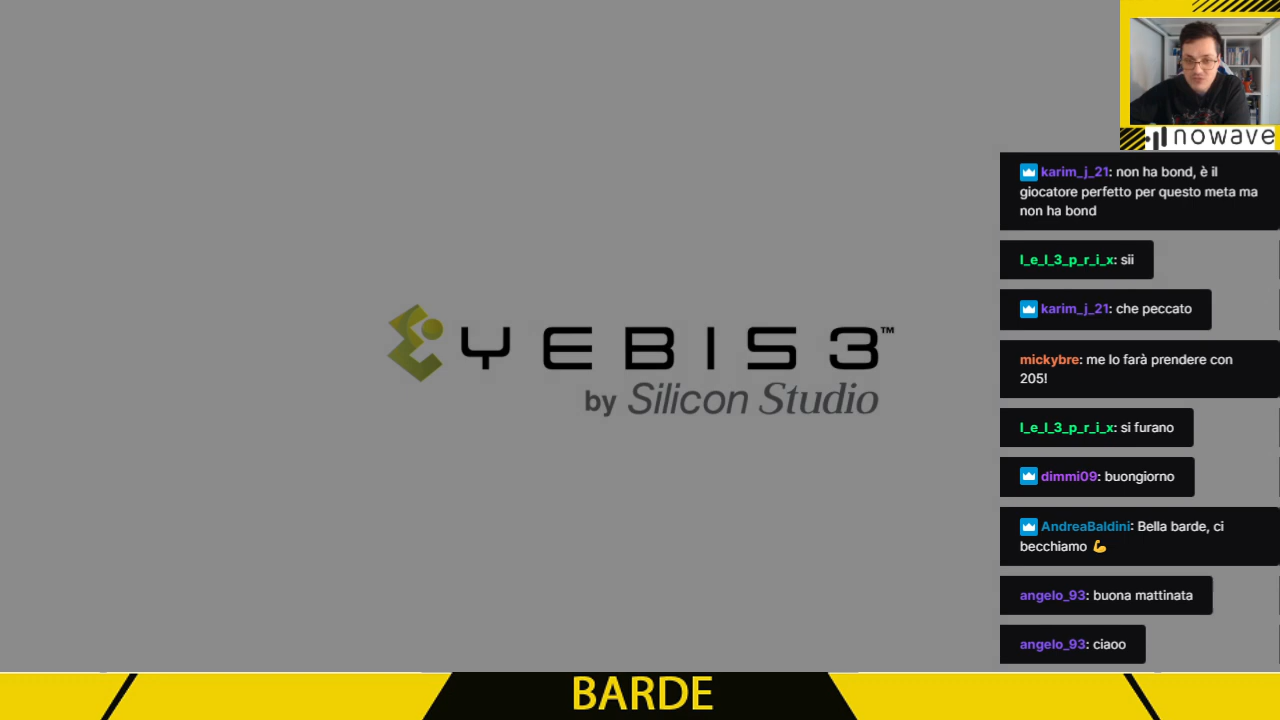 nowave
karim_j_21: non ha bond, è il
giocatore perfetto per questo meta ma
non ha bond
l_e_l_3_p_r_i_x: sii
karim_j_21: che peccato
mickybre: me lo farà prendere con
205!
l_e_l_3_p_r_i_x: si furano
dimmi09: buongiorno
AndreaBaldini: Bella barde, ci
becchiamo 💪
angelo_93: buona mattinata
angelo_93: ciaoo
YEBIS 3™
by Silicon Studio
BARDE